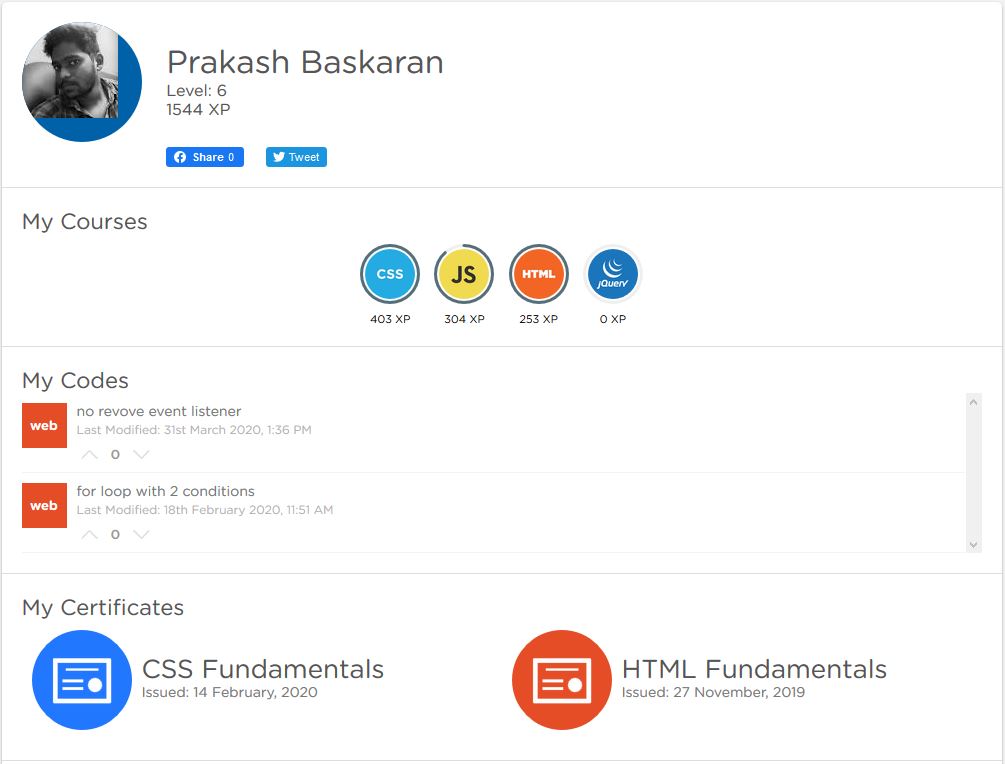 Prakash Baskaran
Level: 6
1544 XP
Share 0 Tweet
My Courses
CSS JS HTML jQuery
403 XP 304 XP 253 XP 0 XP
My Codes
web no revove event listener
Last Modified: 31st March 2020, 1:36 PM
0
web for loop with 2 conditions
Last Modified: 18th February 2020, 11:51 AM
0
My Certificates
CSS Fundamentals
Issued: 14 February, 2020
HTML Fundamentals
Issued: 27 November, 2019